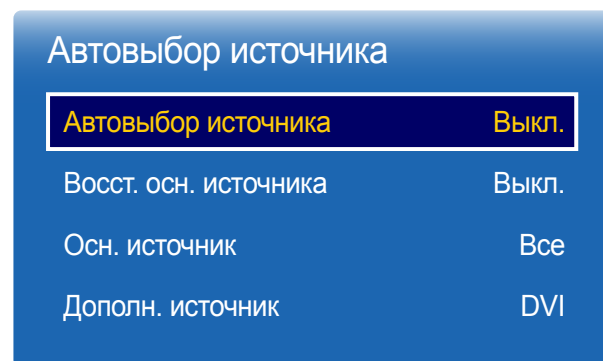 Автовыбор источника
Автовыбор источника Выкл.
Восст. осн. источника Выкл.
Осн. источник Все
Дополн. источник DVI